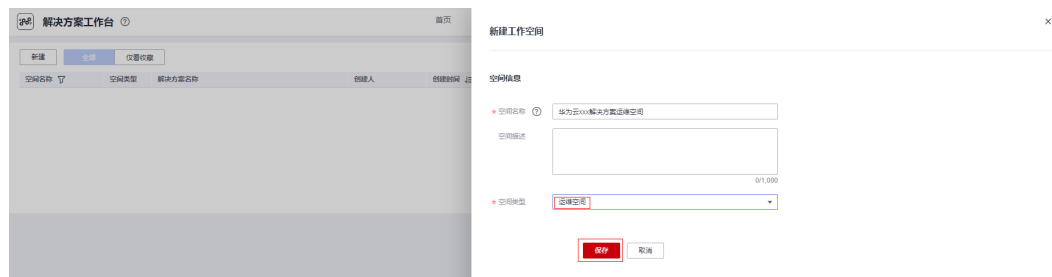 解决方案工作台
首页
新建 全部 仅看收藏
空间名称 空间类型 解决方案名称 创建人 创建时间
新建工作空间
空间信息
* 空间名称 华为云xxx解决方案运维空间
空间描述
0/1,000
* 空间类型 运维空间
保存 取消